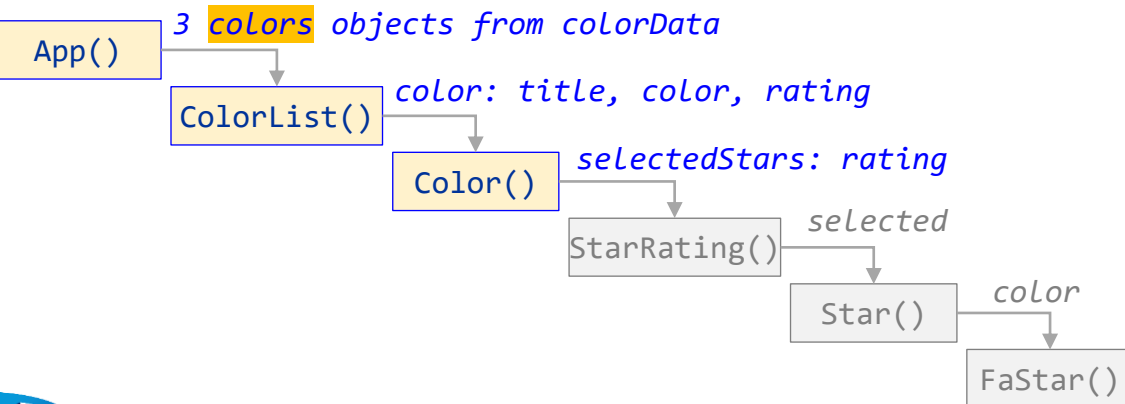 3 colors objects from colorData
App()
color: title, color, rating
ColorList()
selectedStars: rating
Color()
selected
StarRating()
color
Star()
FaStar()